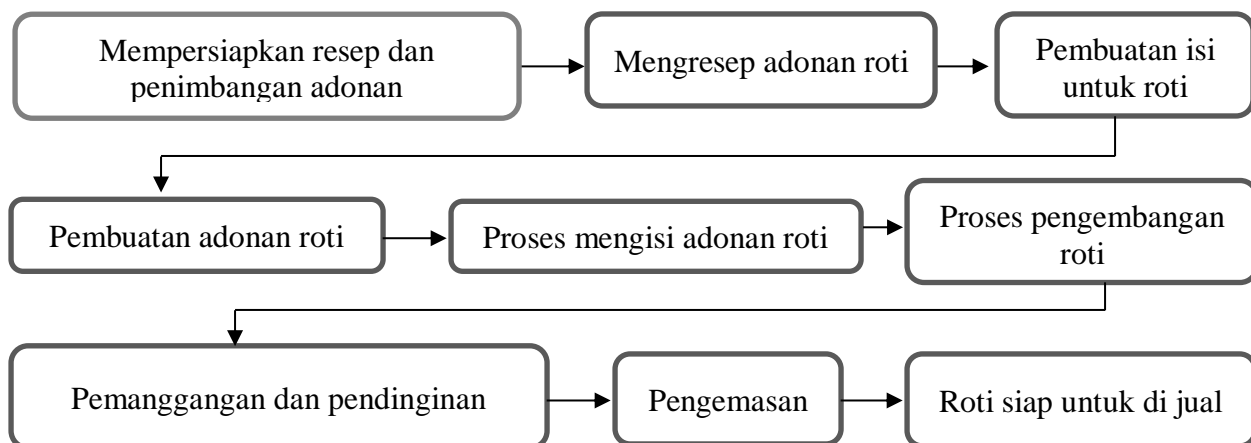 Mempersiapkan resep dan
penimbangan adonan
Mengresep adonan roti
Pembuatan isi
untuk roti
Pembuatan adonan roti
Proses mengisi adonan roti
Proses pengembangan
roti
Pemanggangan dan pendinginan
Pengemasan
Roti siap untuk di jual